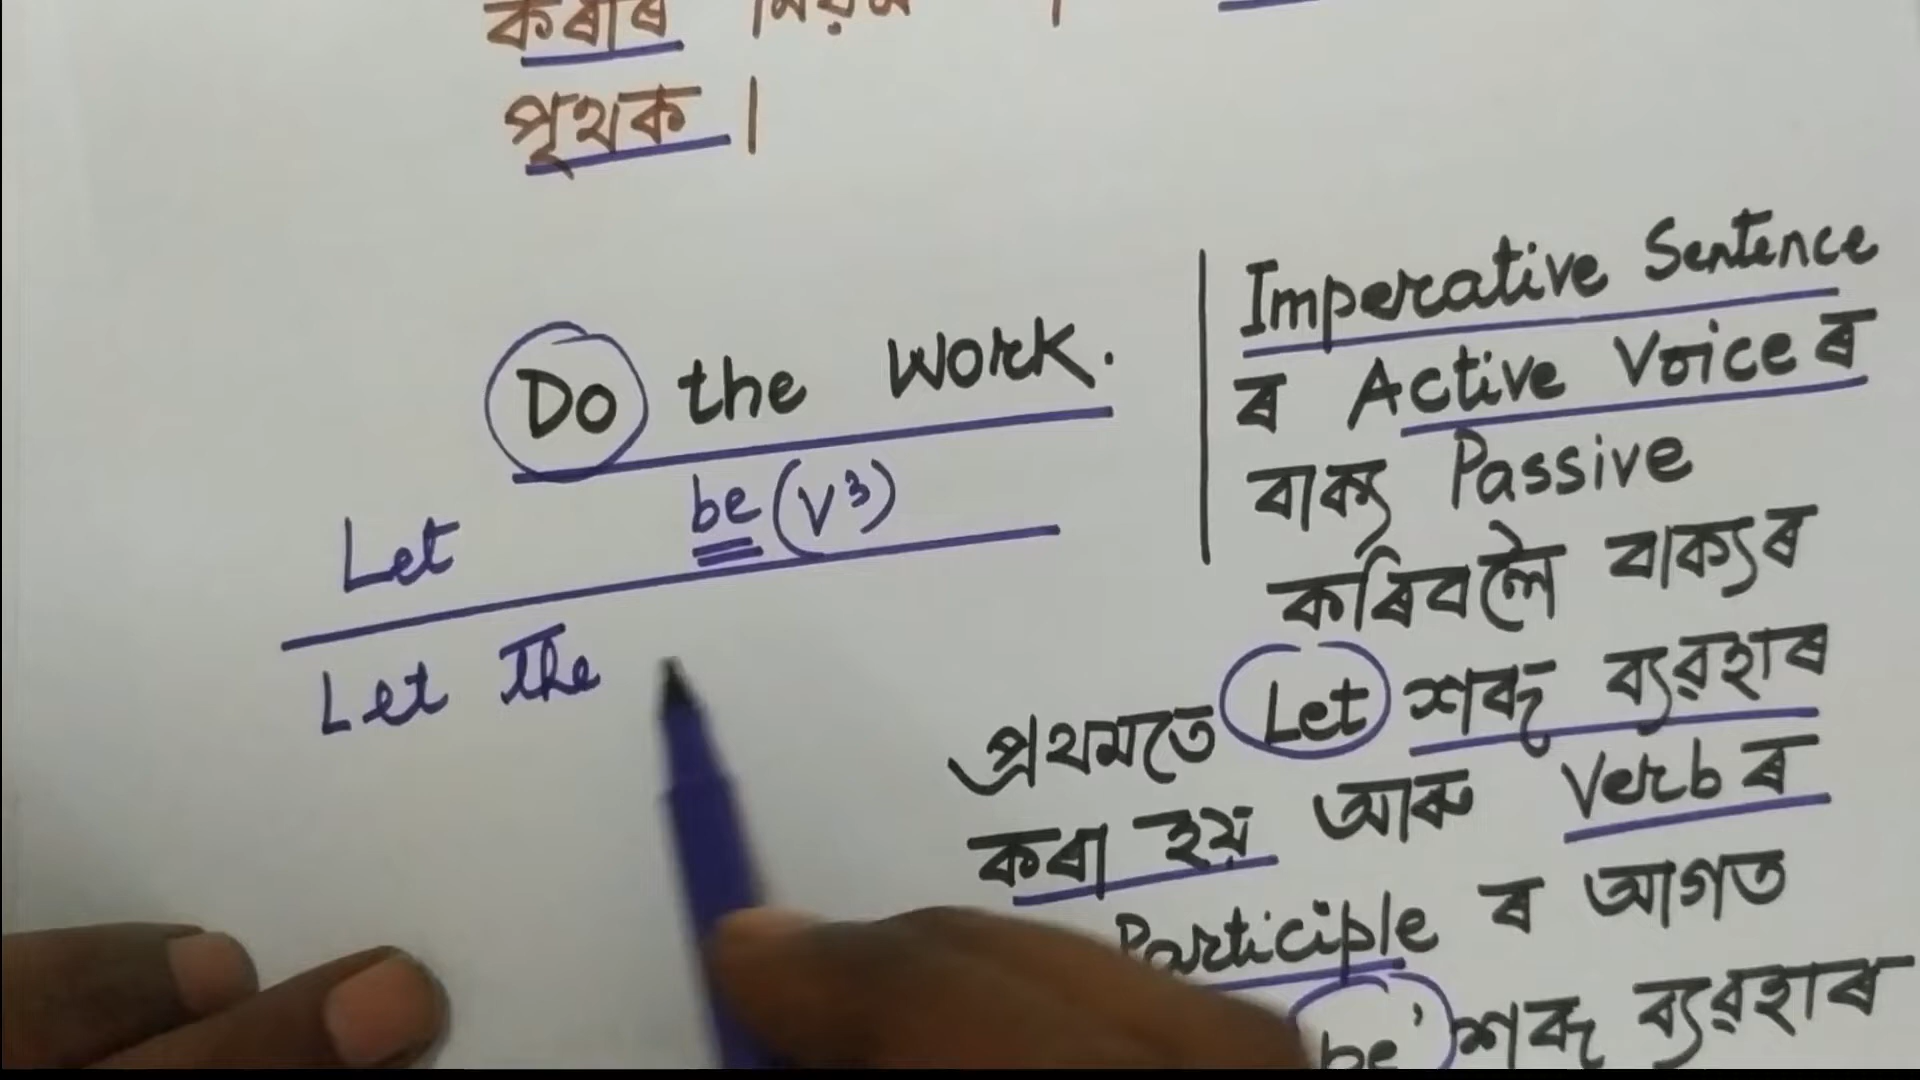 কৰাৰ নিয়ম ।
পৃথক ।
Do the work.
Let be (V3)
Let the
Imperative Sentence
ৰ Active Voice ৰ
বাক্য Passive
কৰিবলৈ বাক্যৰ
প্ৰথমতে Let শব্দ ব্যৱহাৰ
কৰা হয় আৰু Verb ৰ
Participle ৰ আগত
be' শব্দ ব্যৱহাৰ